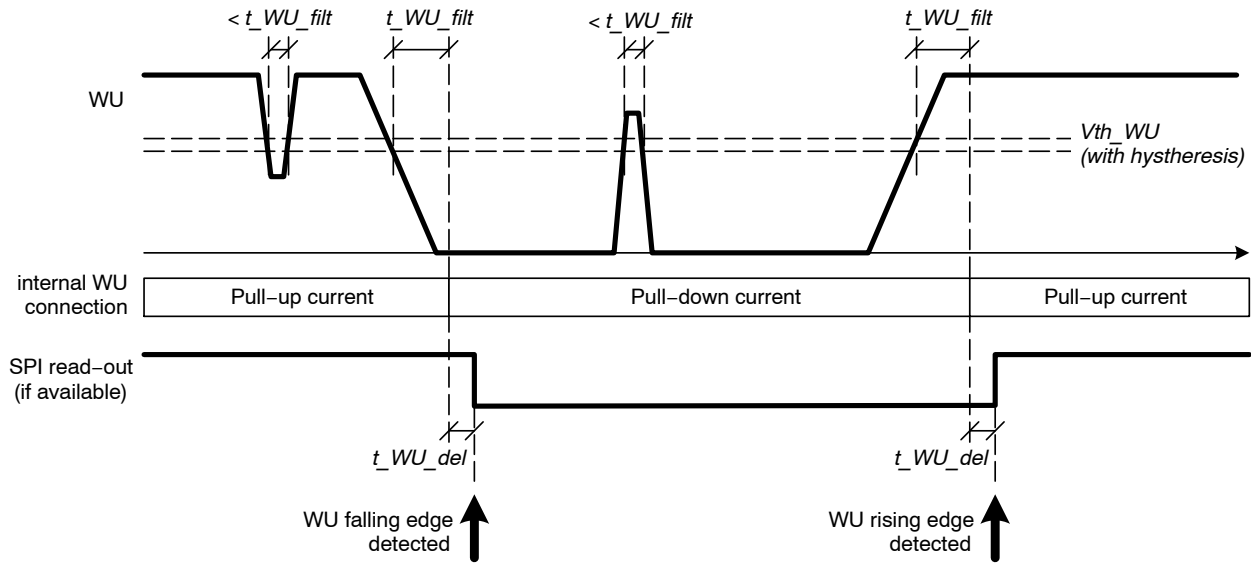 < t_WU_filt
t_WU_filt
< t_WU_filt
t_WU_filt
WU
Vth_WU
(with hystheresis)
internal WU
connection
Pull−up current
Pull−down current
Pull−up current
SPI read−out
(if available)
t_WU_del
t_WU_del
WU falling edge
detected
WU rising edge
detected